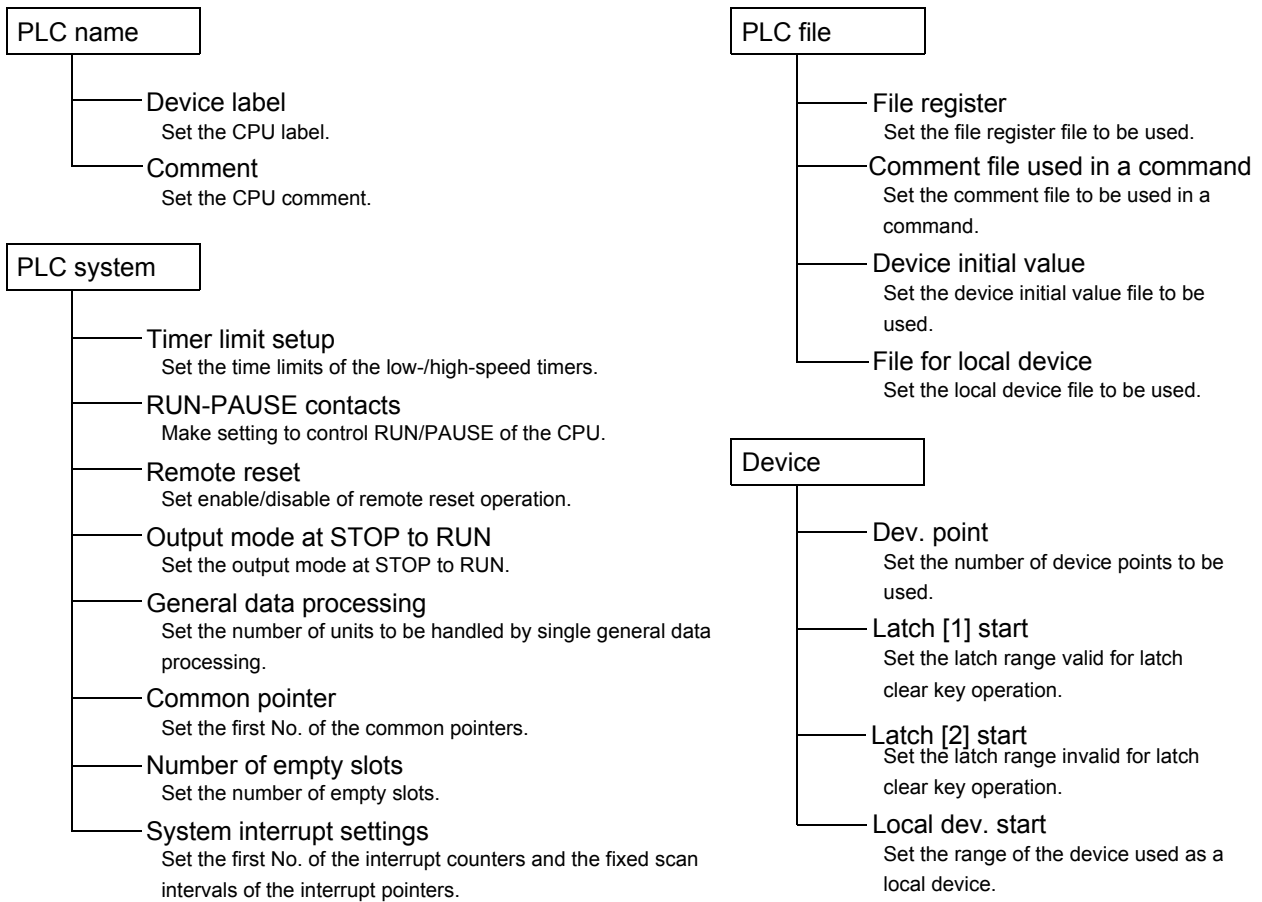 PLC name
Device label
Set the CPU label.
Comment
Set the CPU comment.
PLC system
Timer limit setup
Set the time limits of the low-/high-speed timers.
RUN-PAUSE contacts
Make setting to control RUN/PAUSE of the CPU.
Remote reset
Set enable/disable of remote reset operation.
Output mode at STOP to RUN
Set the output mode at STOP to RUN.
General data processing
Set the number of units to be handled by single general data
processing.
Common pointer
Set the first No. of the common pointers.
Number of empty slots
Set the number of empty slots.
System interrupt settings
Set the first No. of the interrupt counters and the fixed scan
intervals of the interrupt pointers.
PLC file
File register
Set the file register file to be used.
Comment file used in a command
Set the comment file to be used in a
command.
Device initial value
Set the device initial value file to be
used.
File for local device
Set the local device file to be used.
Device
Dev. point
Set the number of device points to be
used.
Latch [1] start
Set the latch range valid for latch
clear key operation.
Latch [2] start
Set the latch range invalid for latch
clear key operation.
Local dev. start
Set the range of the device used as a
local device.